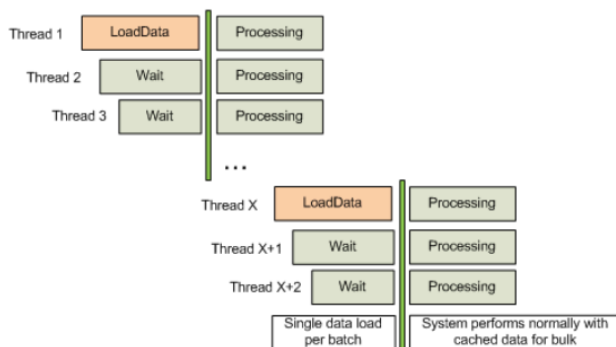 Thread 1 LoadData Processing
Thread 2 Wait Processing
Thread 3 Wait Processing
...
Thread X LoadData Processing
Thread X+1 Wait Processing
Thread X+2 Wait Processing
Single data load
per batch
System performs normally with
cached data for bulk